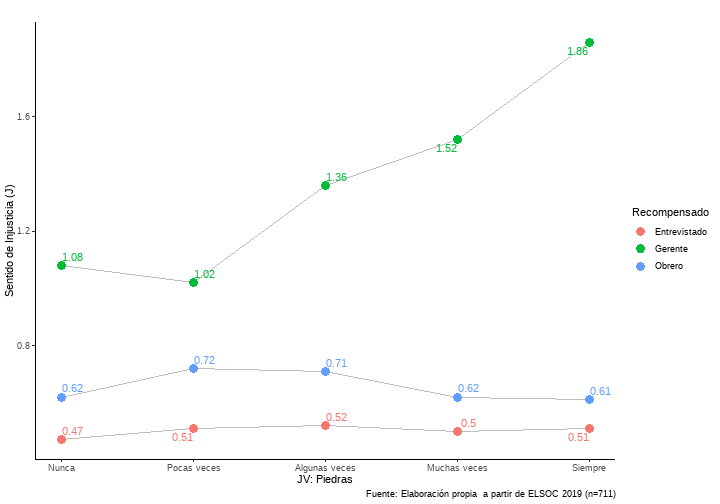 1.86
1.6
1.52
1.36
1.2
1.08
1.02
0.8
0.72
0.71
0.62
0.62
0.61
0.47
0.51
0.52
0.5
0.51
Sentido de Injusticia (J)
Nunca
Pocas veces
Algunas veces
Muchas veces
Siempre
JV: Piedras
Fuente: Elaboración propia  a partir de ELSOC 2019 (n=711)
Recompensado
Entrevistado
Gerente
Obrero